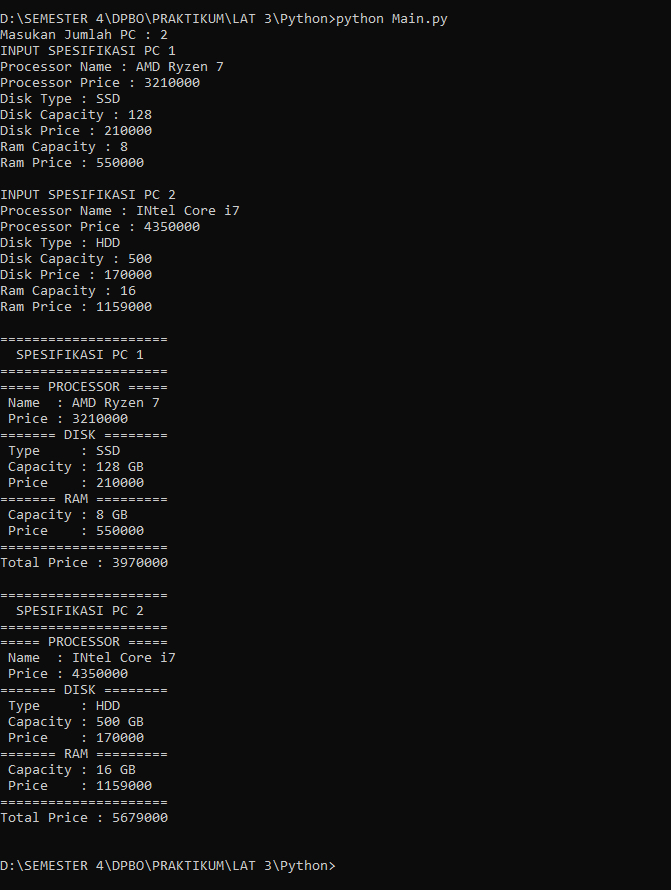 D:\SEMESTER 4\DPBO\PRAKTIKUM\LAT 3\Python>python Main.py
Masukan Jumlah PC : 2
INPUT SPESIFIKASI PC 1
Processor Name : AMD Ryzen 7
Processor Price : 3210000
Disk Type : SSD
Disk Capacity : 128
Disk Price : 210000
Ram Capacity : 8
Ram Price : 550000

INPUT SPESIFIKASI PC 2
Processor Name : INtel Core i7
Processor Price : 4350000
Disk Type : HDD
Disk Capacity : 500
Disk Price : 170000
Ram Capacity : 16
Ram Price : 1159000

=====================
  SPESIFIKASI PC 1
=====================
===== PROCESSOR =====
 Name  : AMD Ryzen 7
 Price : 3210000
======= DISK ========
 Type     : SSD
 Capacity : 128 GB
 Price    : 210000
======= RAM =========
 Capacity : 8 GB
 Price    : 550000
=====================
Total Price : 3970000

=====================
  SPESIFIKASI PC 2
=====================
===== PROCESSOR =====
 Name  : INtel Core i7
 Price : 4350000
======= DISK ========
 Type     : HDD
 Capacity : 500 GB
 Price    : 170000
======= RAM =========
 Capacity : 16 GB
 Price    : 1159000
=====================
Total Price : 5679000

D:\SEMESTER 4\DPBO\PRAKTIKUM\LAT 3\Python>